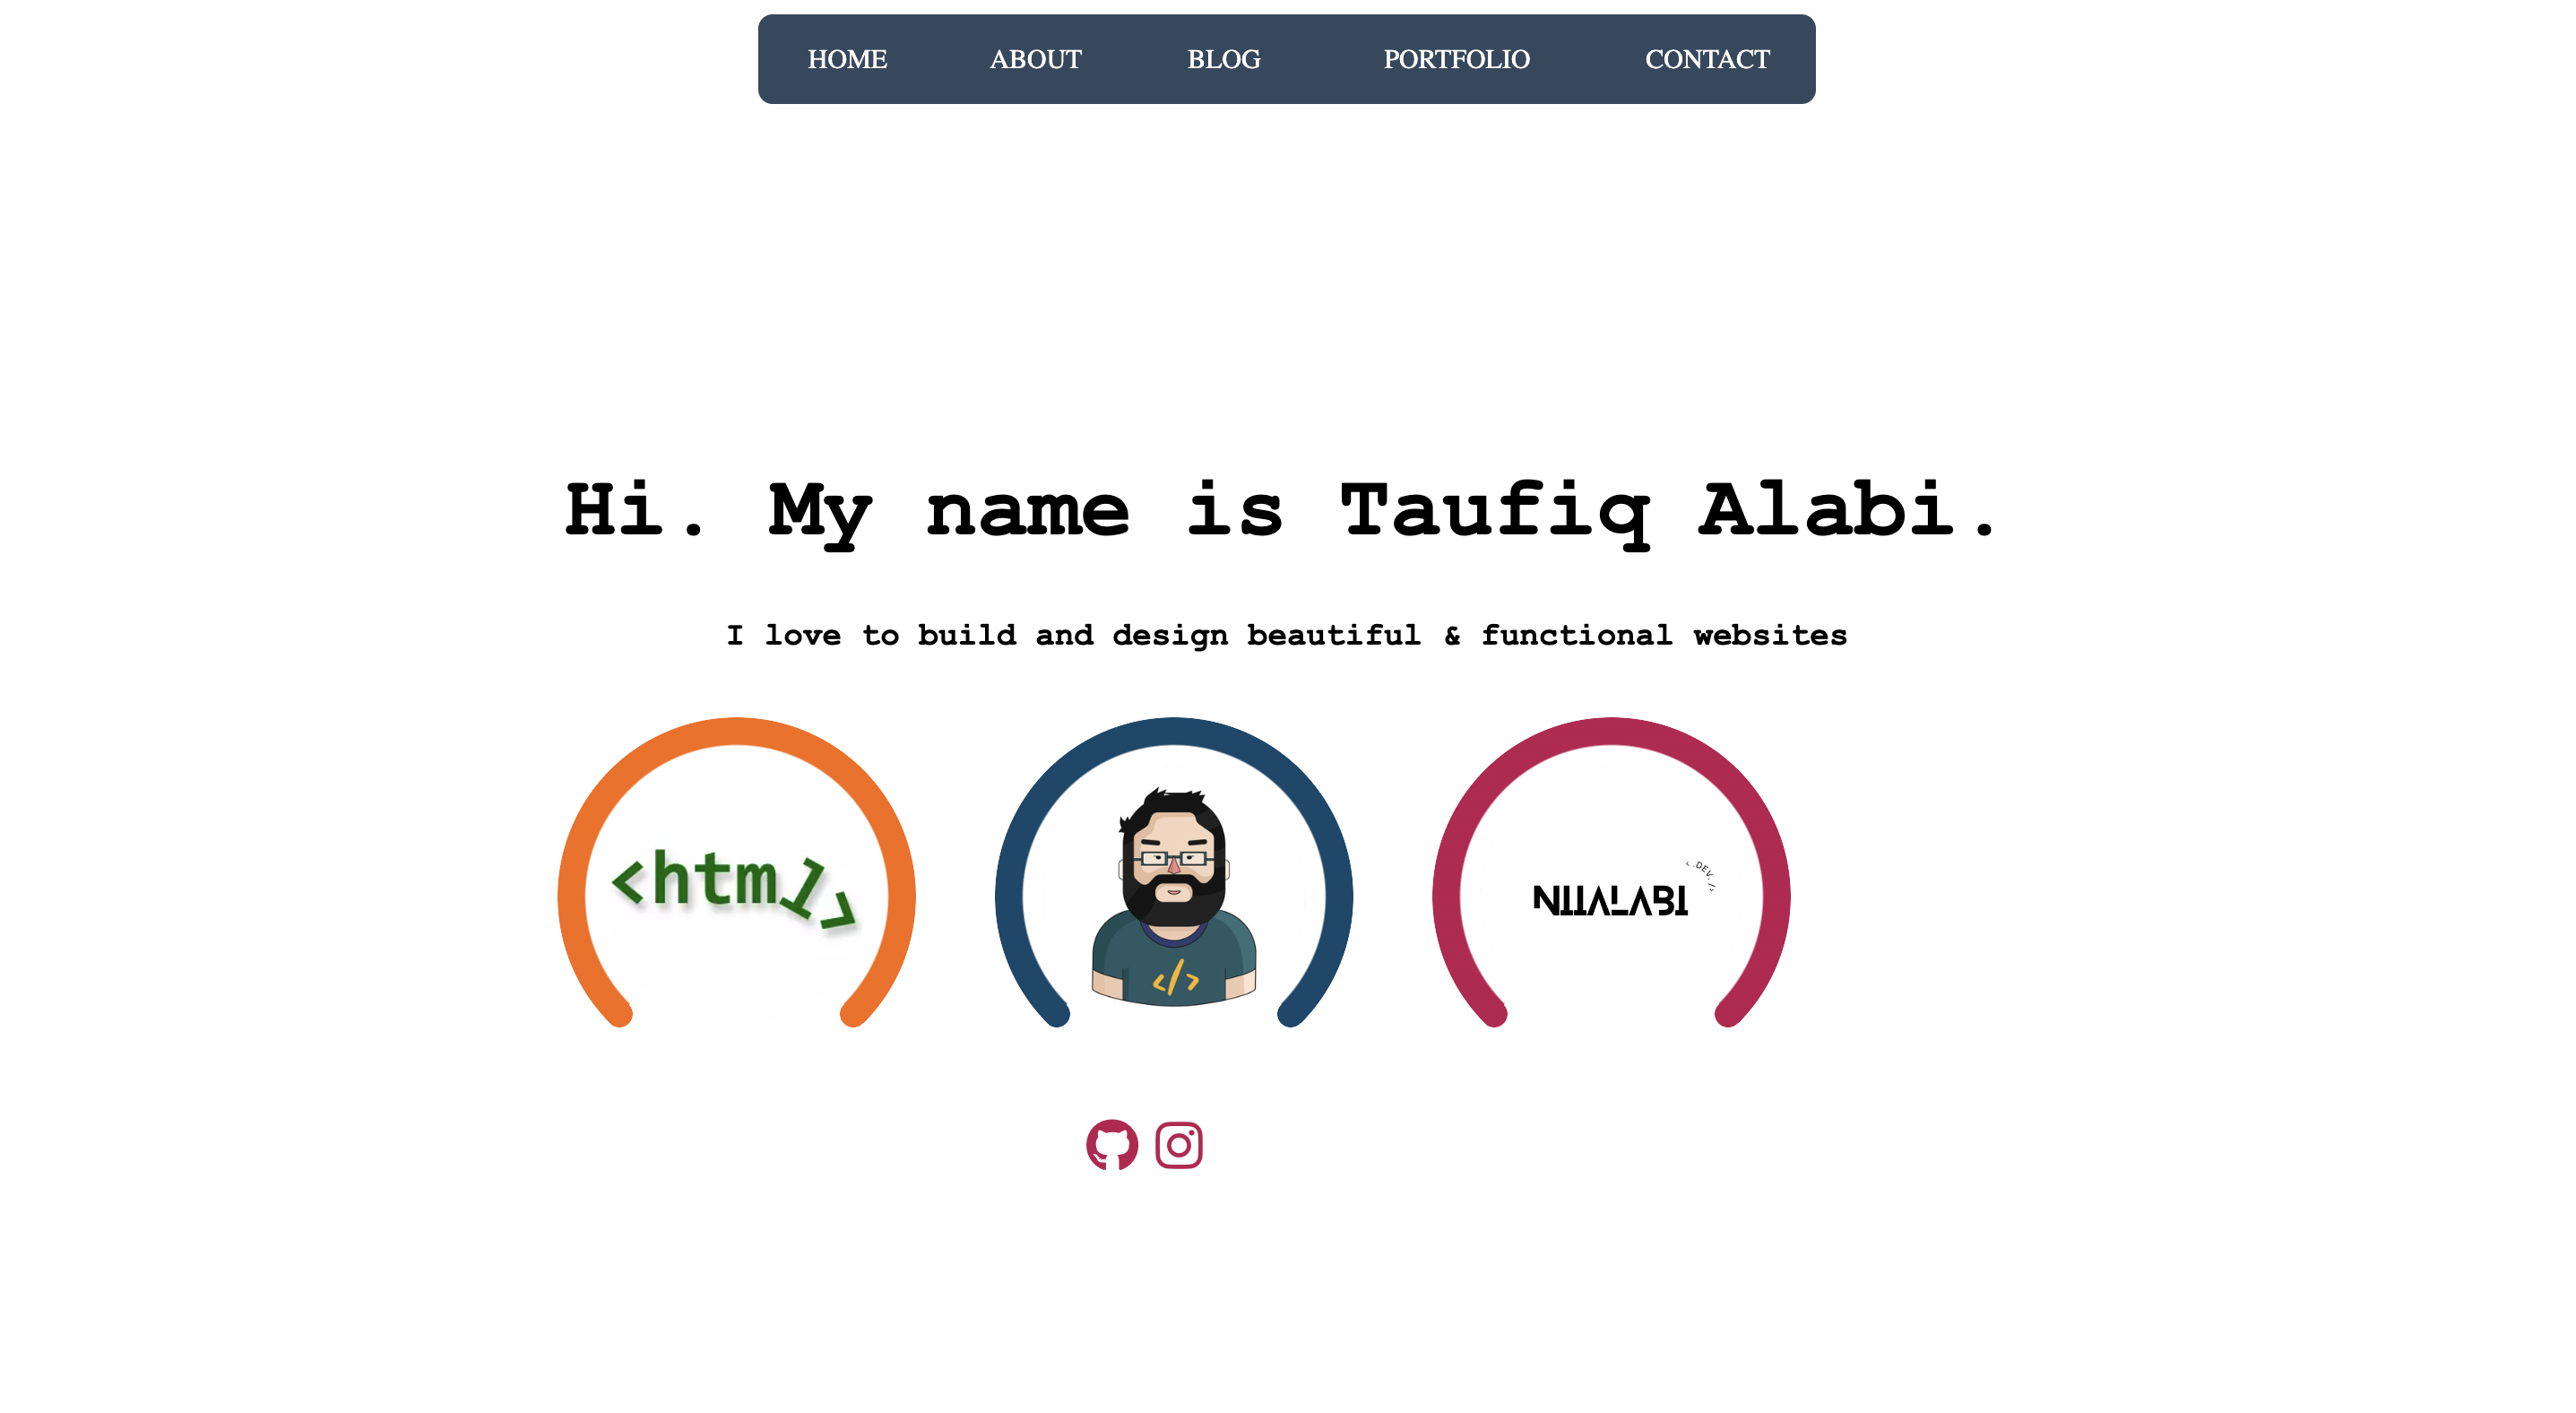 HOME ABOUT BLOG PORTFOLIO CONTACT
Hi. My name is Taufiq Alabi.
I love to build and design beautiful & functional websites
<html>
</>
.DEV.
NIIALABI